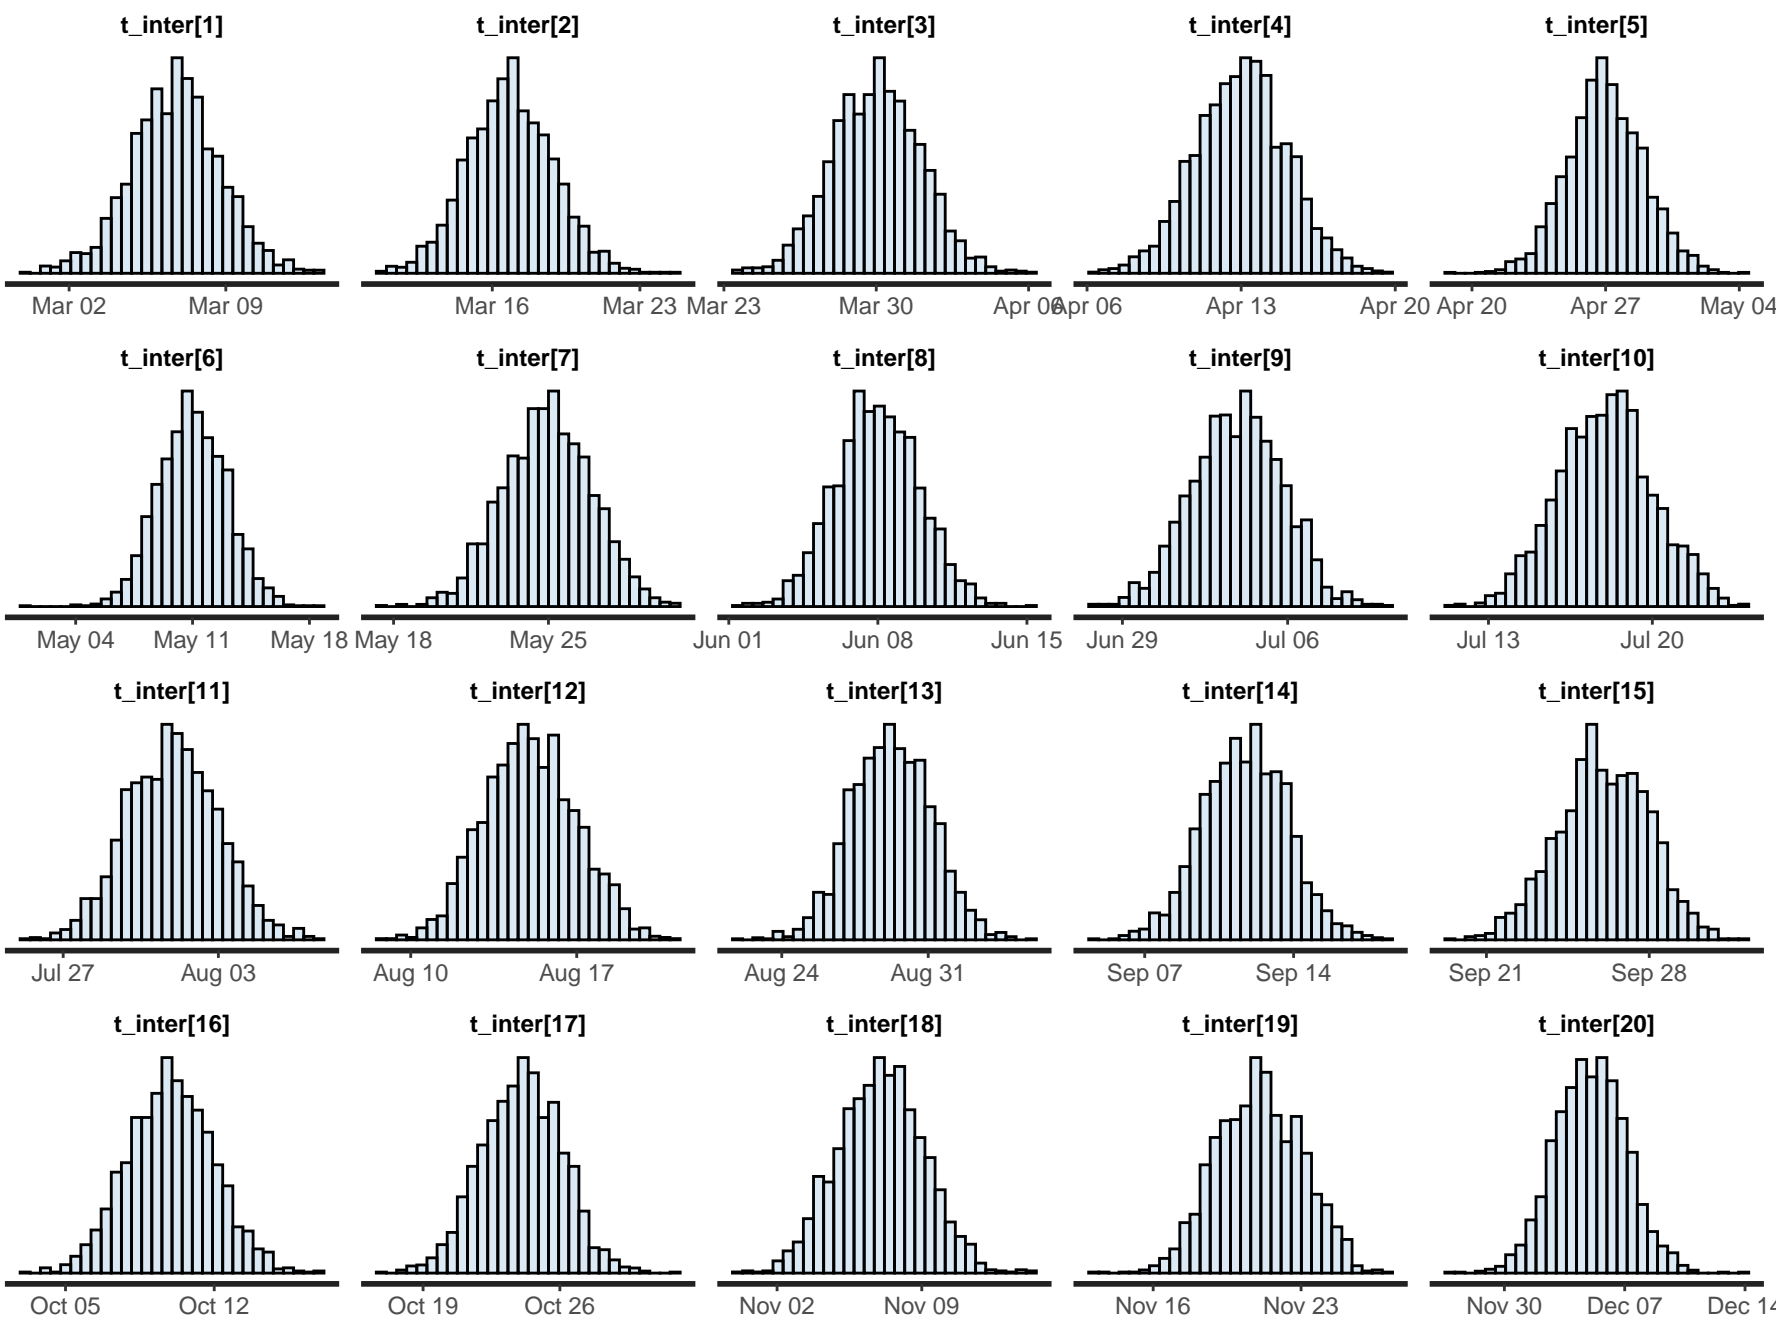 t_inter[1] t_inter[2] t_inter[3] t_inter[4] t_inter[5]
Mar 02 Mar 09 Mar 16 Mar 23 Mar 23 Mar 30 Apr 06 Apr 06 Apr 13 Apr 20 Apr 20 Apr 27 May 04
t_inter[6] t_inter[7] t_inter[8] t_inter[9] t_inter[10]
May 04 May 11 May 18 May 18 May 25 Jun 01 Jun 08 Jun 15 Jun 29 Jul 06 Jul 13 Jul 20
t_inter[11] t_inter[12] t_inter[13] t_inter[14] t_inter[15]
Jul 27 Aug 03 Aug 10 Aug 17 Aug 24 Aug 31 Sep 07 Sep 14 Sep 21 Sep 28
t_inter[16] t_inter[17] t_inter[18] t_inter[19] t_inter[20]
Oct 05 Oct 12 Oct 19 Oct 26 Nov 02 Nov 09 Nov 16 Nov 23 Nov 30 Dec 07 Dec 14